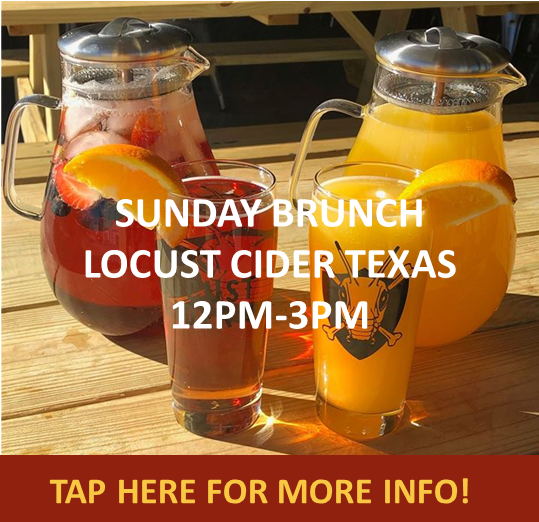 SUNDAY BRUNCH
LOCUST CIDER TEXAS
12PM-3PM
TAP HERE FOR MORE INFO!